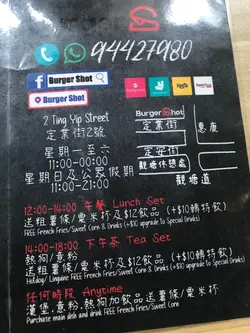 94427980
Burger Shot
Burger Shot
2 Ting Yip Street
定業街2號
星期一至六
11:00-00:00
星期日及公眾假期
11:00-21:00
Burger Shot
定業街
觀塘休憩處
觀塘道
12:00-14:00 午餐 Lunch Set
送粗薯條/粟米杯及$12飲品 (+$10轉特飲)
FREE French Fries/Sweet Corn & Drinks (+$10 upgrade to Special Drinks)
14:00-18:00 下午茶 Tea Set
熱狗/意粉
送粗薯條/粟米杯及$12飲品 (+$10轉特飲)
Hotdog/ Linguine FREE French Fries/Sweet Corn & Drinks (+$10 upgrade to Special Drinks)
任何時段 Anytime
漢堡,意粉,熱狗加飲品送薯條/粟米杯
Purchase main dish and drink FREE French Fries/Sweet Corn